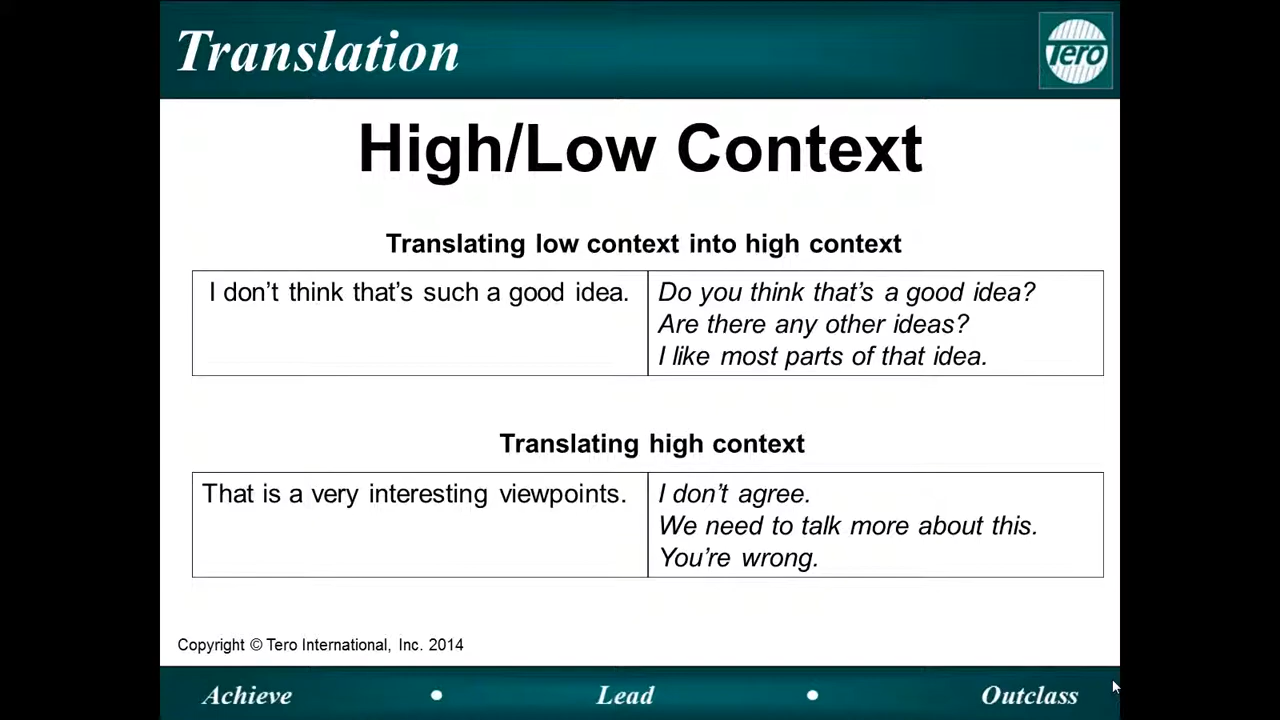 Translation
Tero
High/Low Context
Translating low context into high context
I don't think that's such a good idea.
Do you think that's a good idea?
Are there any other ideas?
I like most parts of that idea.
Translating high context
That is a very interesting viewpoints.
I don't agree.
We need to talk more about this.
You're wrong.
Copyright © Tero International, Inc. 2014
Achieve • Lead • Outclass